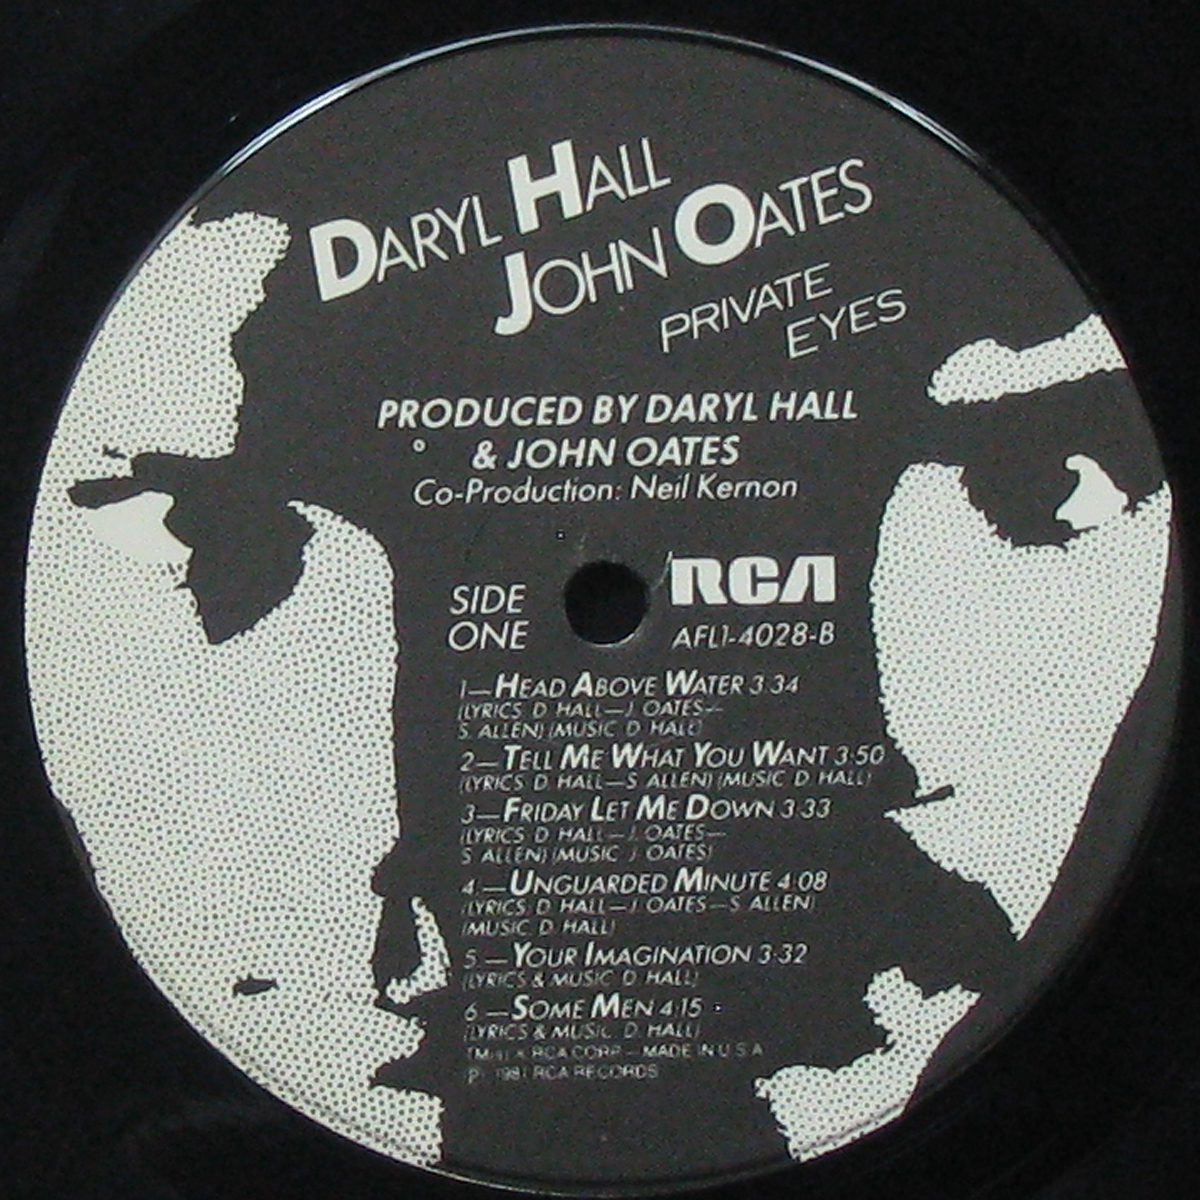 DARYL HALL
JOHN OATES
PRIVATE
EYES
PRODUCED BY DARYL HALL
& JOHN OATES
Co-Production: Neil Kernon
SIDE
ONE
RCA
AFL1-4028-B
1—HEAD ABOVE WATER 3:34
(LYRICS D. HALL—J. OATES—
S. ALLEN) (MUSIC D. HALL)
2—TELL ME WHAT YOU WANT 3:50
(LYRICS D. HALL—S. ALLEN) (MUSIC D. HALL)
3—FRIDAY LET ME DOWN 3:33
(LYRICS D. HALL—J. OATES—
S. ALLEN) (MUSIC J. OATES)
4—UNGUARDED MINUTE 4:08
(LYRICS D. HALL—J. OATES—S. ALLEN)
(MUSIC D. HALL)
5—YOUR IMAGINATION 3:32
(LYRICS & MUSIC D. HALL)
6—SOME MEN 4:15
(LYRICS & MUSIC D. HALL)
RCA CORP — MADE IN U.S.A.
1981 RCA RECORDS